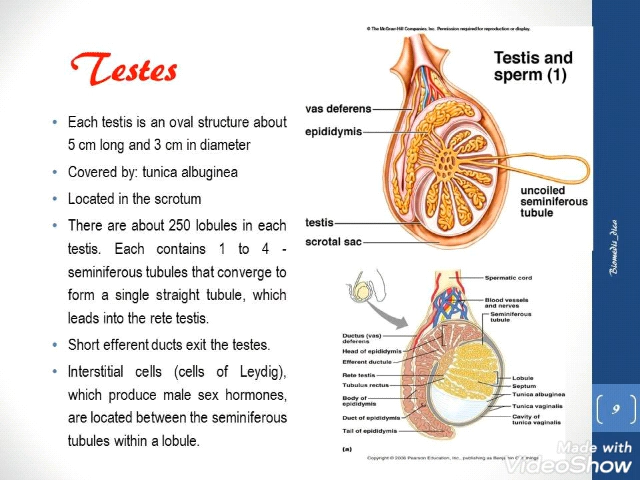 Testes
• Each testis is an oval structure about
5 cm long and 3 cm in diameter
• Covered by: tunica albuginea
• Located in the scrotum
• There are about 250 lobules in each
testis. Each contains 1 to 4 -
seminiferous tubules that converge to
form a single straight tubule, which
leads into the rete testis.
• Short efferent ducts exit the testes.
• Interstitial cells (cells of Leydig),
which produce male sex hormones,
are located between the seminiferous
tubules within a lobule.
© The McGraw-Hill Companies, Inc. Permission required for reproduction or display.
Testis and
sperm (1)
vas deferens
epididymis
uncoiled
seminiferous
tubule
testis
scrotal sac
Spermatic cord
Blood vessels
and nerves
Seminiferous
tubule
Ductus (vas)
deferens
Head of epididymis
Efferent ductule
Rete testis
Tubulus rectus
Body of
epididymis
Duct of epididymis
Tail of epididymis
Lobule
Septum
Tunica albuginea
Tunica vaginalis
Cavity of
tunica vaginalis
(a)
Copyright © 2006 Pearson Education, Inc., publishing as Benjamin Cummings
Biomedis_dica
9
Made with
VideoShow